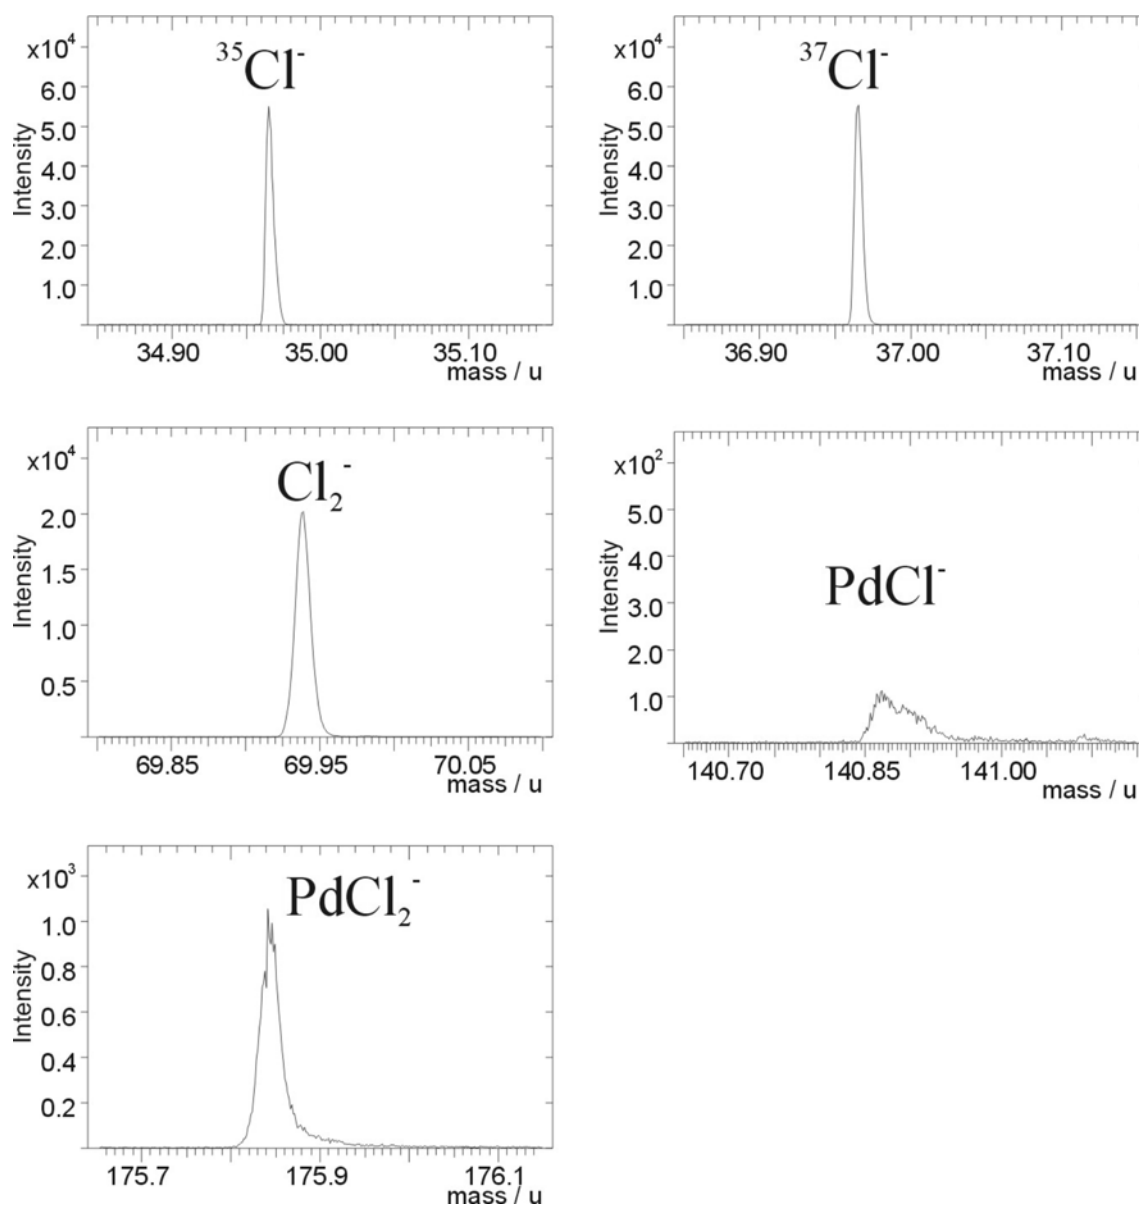 x10⁴
³⁵Cl⁻
6.0
5.0
4.0
3.0
2.0
1.0
Intensity
34.90 35.00 35.10
mass / u
x10⁴
³⁷Cl⁻
6.0
5.0
4.0
3.0
2.0
1.0
Intensity
36.90 37.00 37.10
mass / u
x10⁴
Cl₂⁻
2.0
1.5
1.0
0.5
Intensity
69.85 69.95 70.05
mass / u
x10²
5.0
4.0
3.0
2.0
1.0
Intensity
PdCl⁻
140.70 140.85 141.00
mass / u
x10³
PdCl₂⁻
1.0
0.8
0.6
0.4
0.2
Intensity
175.7 175.9 176.1
mass / u